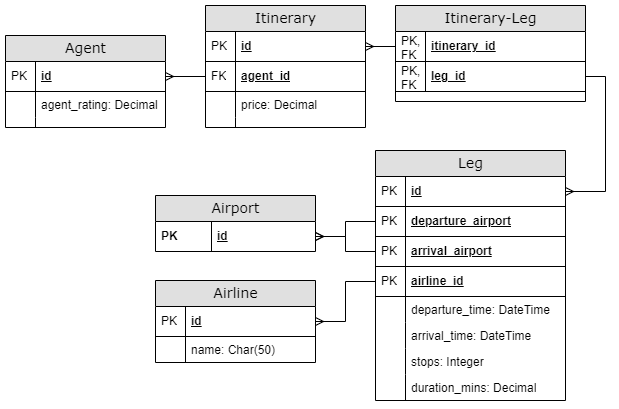 Agent
PK id
agent_rating: Decimal
Itinerary
PK id
FK agent_id
price: Decimal
Itinerary-Leg
PK, FK itinerary_id
PK, FK leg_id
Leg
PK id
PK departure_airport
PK arrival_airport
PK airline_id
departure_time: DateTime
arrival_time: DateTime
stops: Integer
duration_mins: Decimal
Airport
PK id
Airline
PK id
name: Char(50)